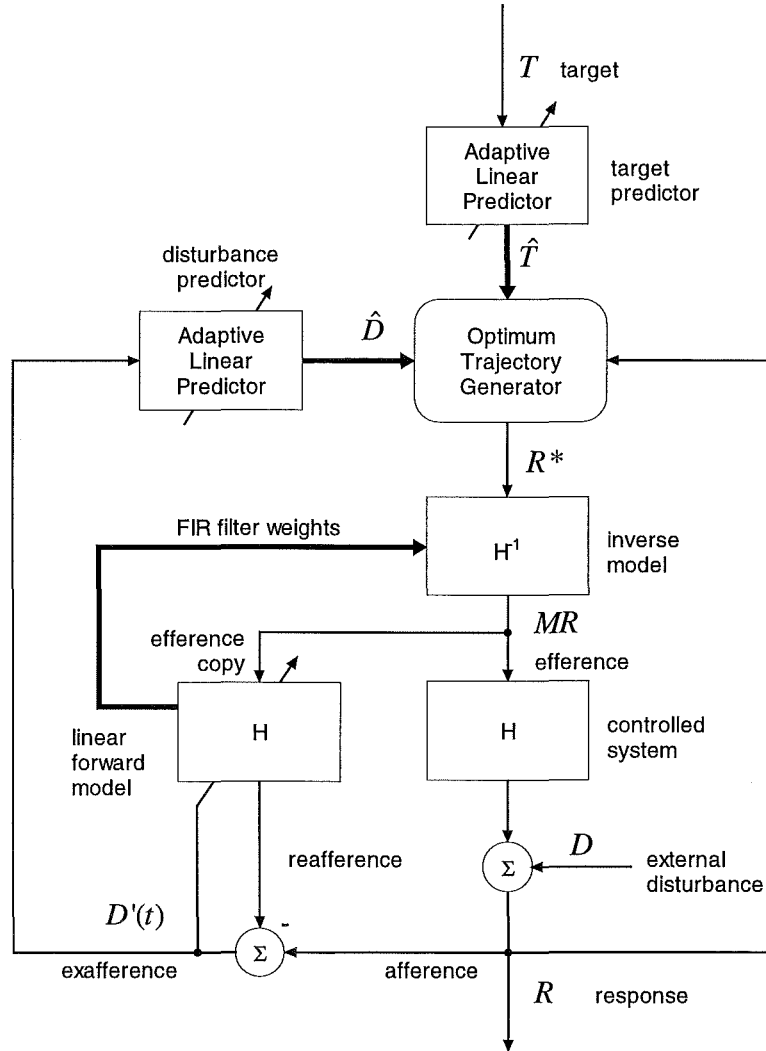 T target
Adaptive
Linear
Predictor
target
predictor
T̂
disturbance
predictor
Adaptive
Linear
Predictor
D̂
Optimum
Trajectory
Generator
R*
FIR filter weights
H⁻¹
inverse
model
MR
efference
copy
efference
H
linear
forward
model
H
controlled
system
reafference
Σ
D
external
disturbance
D'(t)
-
Σ
exafference
afference
R response